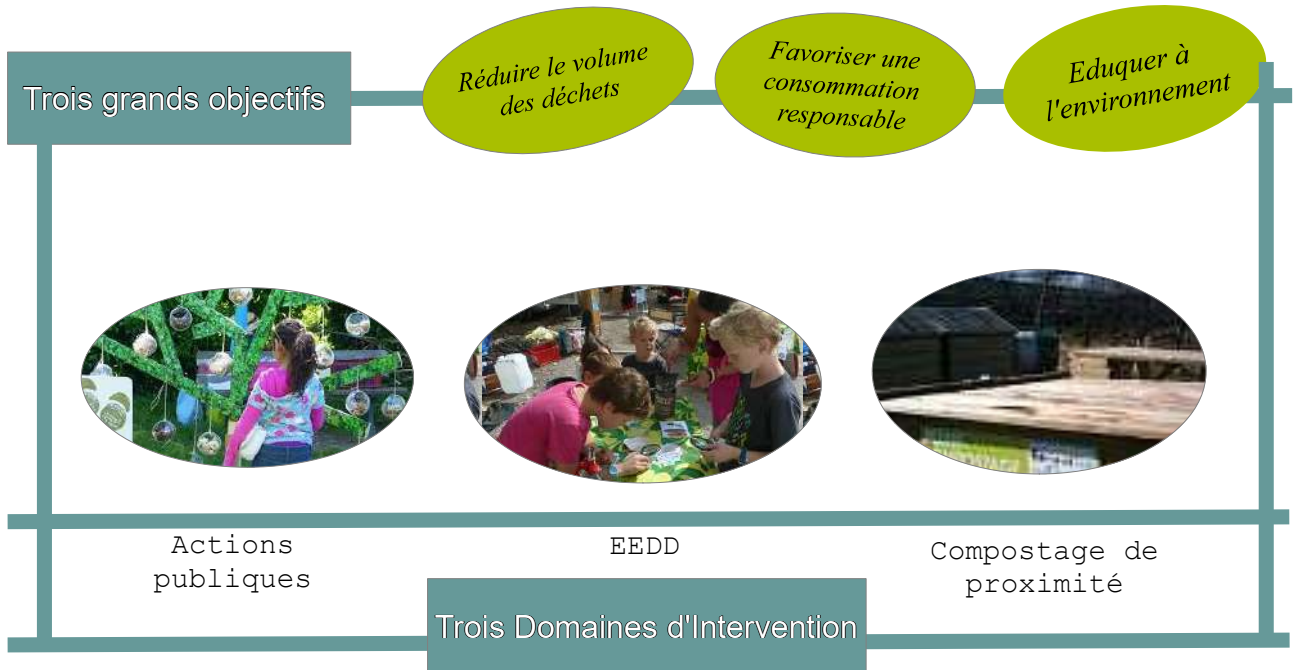 Trois grands objectifs
Réduire le volume
des déchets
Favoriser une
consommation
responsable
Eduquer à
l'environnement
Actions
publiques
EEDD
Compostage de
proximité
Trois Domaines d'Intervention